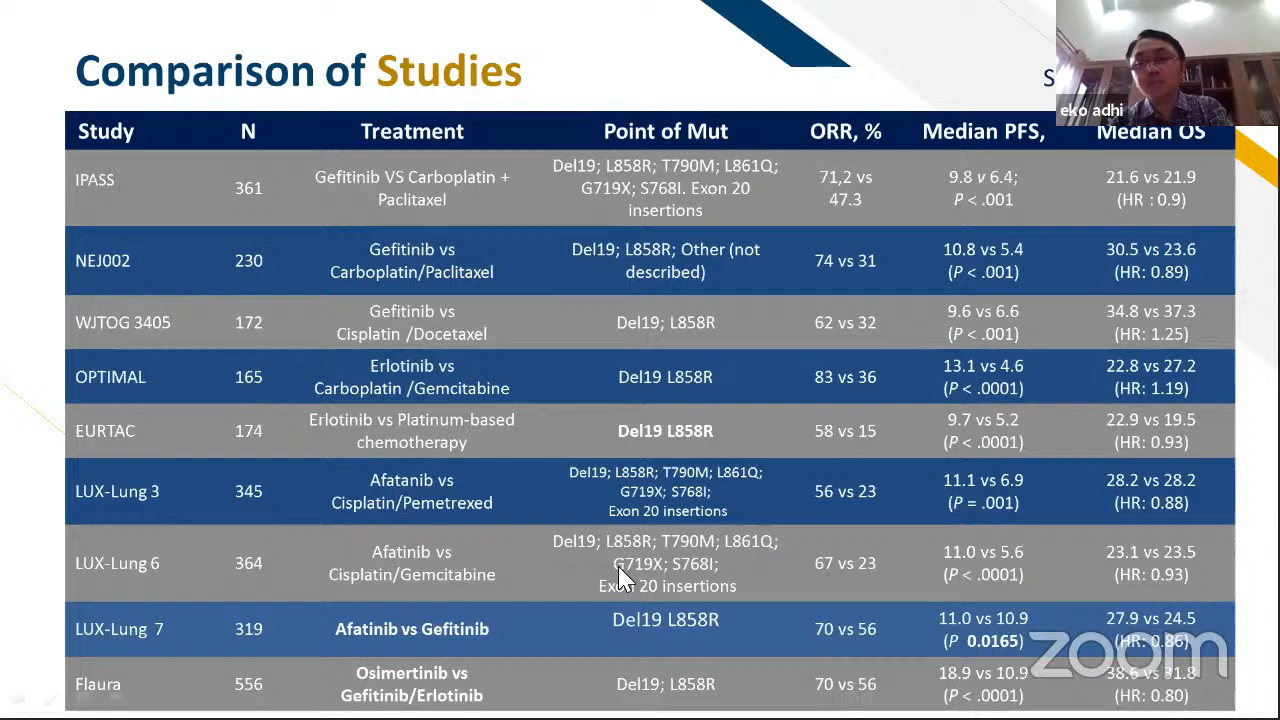 Comparison of Studies
S
eko adhi
Study N Treatment Point of Mut ORR, % Median PFS, Median OS
IPASS
361
Gefitinib VS Carboplatin +
Paclitaxel
Del19; L858R; T790M; L861Q;
G719X; S768I. Exon 20
insertions
71,2 vs
47.3
9.8 v 6.4;
P < .001
21.6 vs 21.9
(HR : 0.9)
NEJ002
230
Gefitinib vs
Carboplatin/Paclitaxel
Del19; L858R; Other (not
described)
74 vs 31
10.8 vs 5.4
(P < .001)
30.5 vs 23.6
(HR: 0.89)
WJTOG 3405
172
Gefitinib vs
Cisplatin /Docetaxel
Del19; L858R
62 vs 32
9.6 vs 6.6
(P < .001)
34.8 vs 37.3
(HR: 1.25)
OPTIMAL
165
Erlotinib vs
Carboplatin /Gemcitabine
Del19 L858R
83 vs 36
13.1 vs 4.6
(P < .0001)
22.8 vs 27.2
(HR: 1.19)
EURTAC
174
Erlotinib vs Platinum-based
chemotherapy
Del19 L858R
58 vs 15
9.7 vs 5.2
(P < .0001)
22.9 vs 19.5
(HR: 0.93)
LUX-Lung 3
345
Afatanib vs
Cisplatin/Pemetrexed
Del19; L858R; T790M; L861Q;
G719X; S768I;
Exon 20 insertions
56 vs 23
11.1 vs 6.9
(P = .001)
28.2 vs 28.2
(HR: 0.88)
LUX-Lung 6
364
Afatinib vs
Cisplatin/Gemcitabine
Del19; L858R; T790M; L861Q;
G719X; S768I;
Exon 20 insertions
67 vs 23
11.0 vs 5.6
(P < .0001)
23.1 vs 23.5
(HR: 0.93)
LUX-Lung 7
319
Afatinib vs Gefitinib
Del19 L858R
70 vs 56
11.0 vs 10.9
(P 0.0165)
27.9 vs 24.5
(HR: 0.86)
Flaura
556
Osimertinib vs
Gefitinib/Erlotinib
Del19; L858R
70 vs 56
18.9 vs 10.9
(P < .0001)
38.6 vs 31.8
(HR: 0.80)
zoom